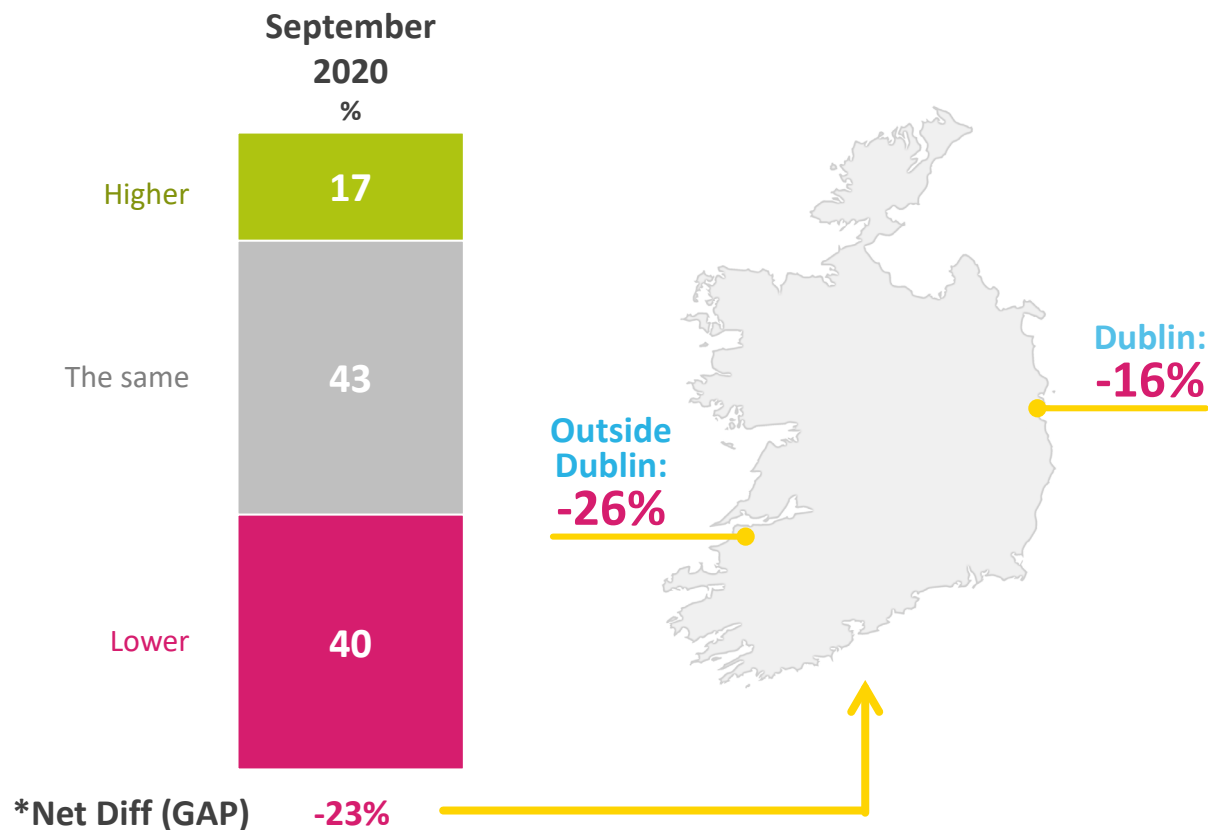 September
2020
%
Higher
17
The same
43
Lower
40
*Net Diff (GAP)
-23%
Outside
Dublin:
-26%
Dublin:
-16%